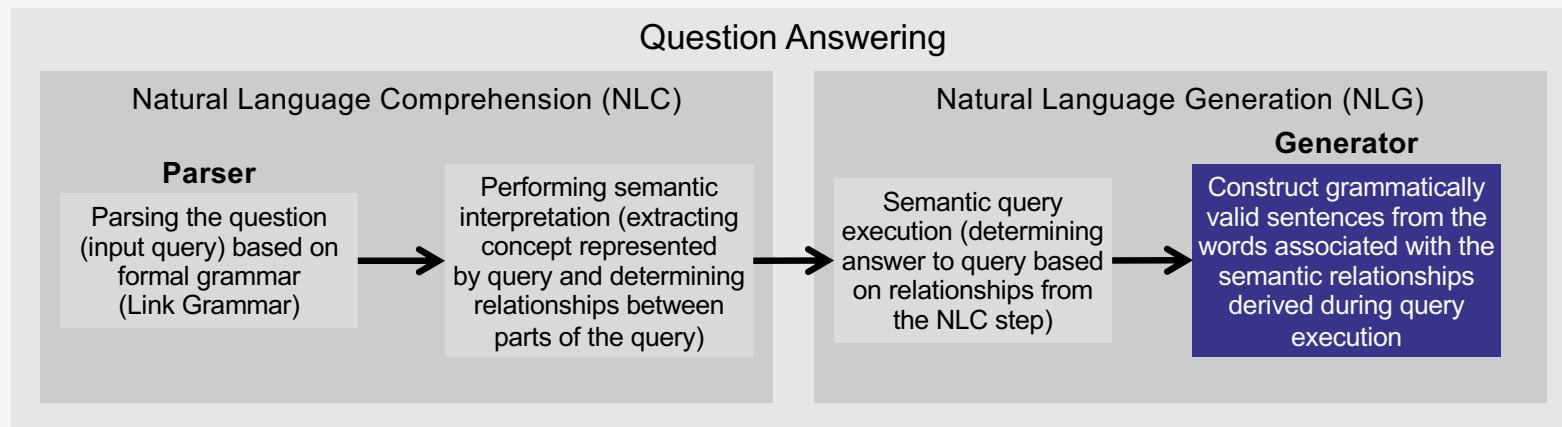 Question Answering
Natural Language Comprehension (NLC)
Parser
Parsing the question
(input query) based on
formal grammar
(Link Grammar)
Performing semantic
interpretation (extracting
concept represented
by query and determining
relationships between
parts of the query)
Natural Language Generation (NLG)
Semantic query
execution (determining
answer to query based
on relationships from
the NLC step)
Generator
Construct grammatically
valid sentences from the
words associated with the
semantic relationships
derived during query
execution